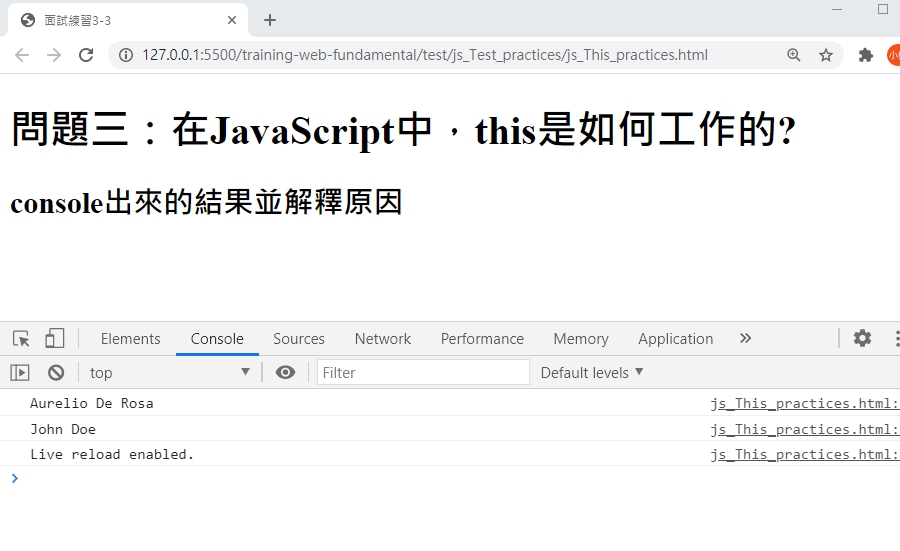 面試練習3-3
127.0.0.1:5500/training-web-fundamental/test/js_Test_practices/js_This_practices.html
問題三：在JavaScript中，this是如何工作的?
console出來的結果並解釋原因
Elements Console Sources Network Performance Memory Application
top Filter Default levels
Aurelio De Rosa js_This_practices.html:
John Doe js_This_practices.html:
Live reload enabled. js_This_practices.html: